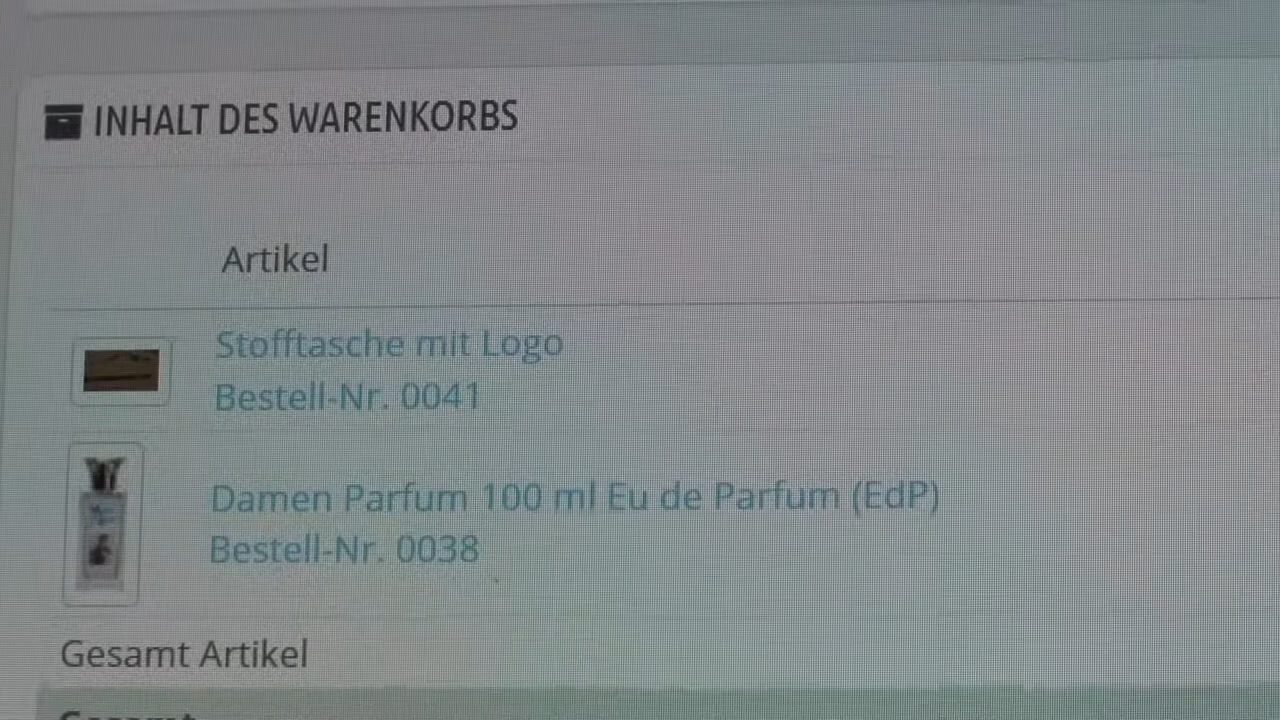 INHALT DES WARENKORBS
Artikel
Stofftasche mit Logo
Bestell-Nr. 0041
Damen Parfum 100 ml Eu de Parfum (EdP)
Bestell-Nr. 0038
Gesamt Artikel